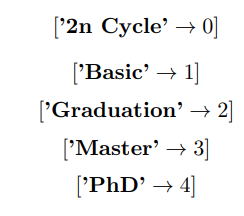 ['2n Cycle' → 0]
['Basic' → 1]
['Graduation' → 2]
['Master' → 3]
['PhD' → 4]